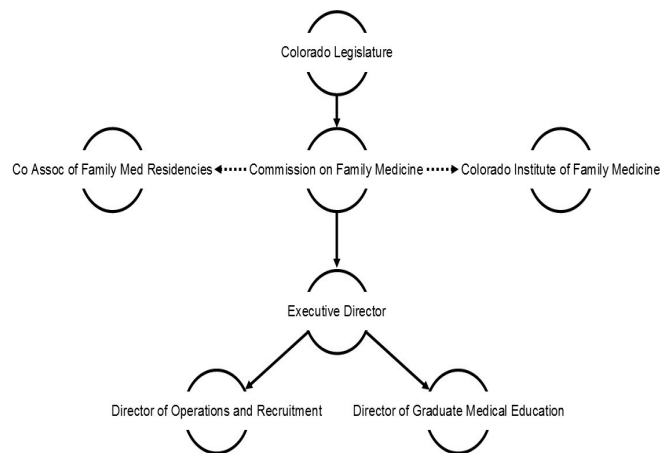 Colorado Legislature
Co Assoc of Family Med Residencies
Commission on Family Medicine
Colorado Institute of Family Medicine
Executive Director
Director of Operations and Recruitment
Director of Graduate Medical Education